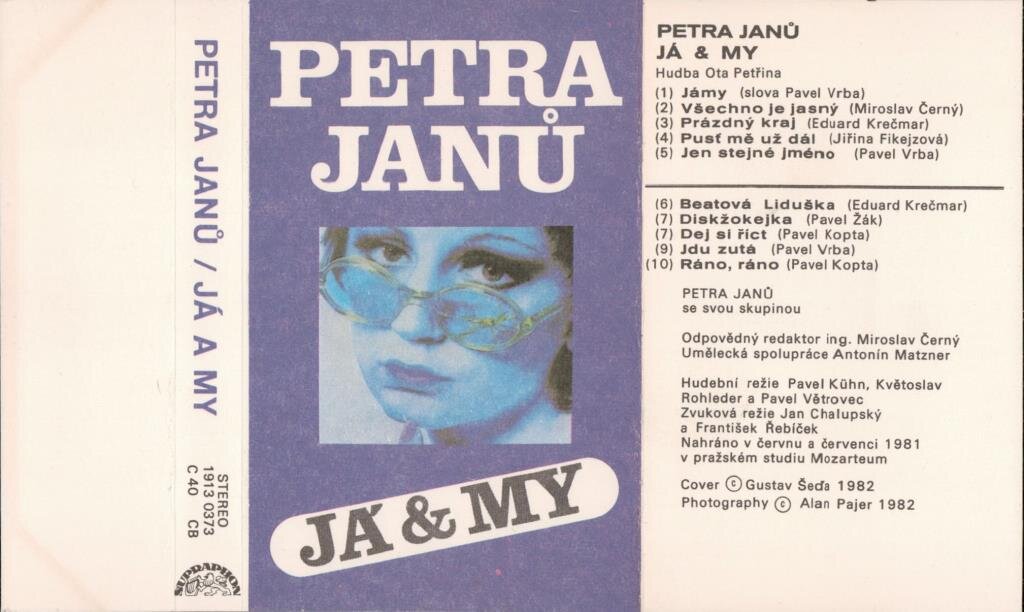 PETRA JANŮ / JÁ A MY
STEREO
1913 0373
C 40 CB
SUPRAPHON
PETRA
JANŮ
JÁ & MY
PETRA JANŮ
JÁ & MY
Hudba Ota Petřina
(1) Jámy (slova Pavel Vrba)
(2) Všechno je jasný (Miroslav Černý)
(3) Prázdný kraj (Eduard Krečmar)
(4) Pusť mě už dál (Jiřina Fikejzová)
(5) Jen stejné jméno (Pavel Vrba)
(6) Beatová Liduška (Eduard Krečmar)
(7) Diskžokejka (Pavel Žák)
(7) Dej si říct (Pavel Kopta)
(9) Jdu zutá (Pavel Vrba)
(10) Ráno, ráno (Pavel Kopta)
PETRA JANŮ
se svou skupinou
Odpovědný redaktor ing. Miroslav Černý
Umělecká spolupráce Antonín Matzner
Hudební režie Pavel Kühn, Květoslav
Rohleder a Pavel Větrovec
Zvuková režie Jan Chalupský
a František Řebíček
Nahráno v červnu a červenci 1981
v pražském studiu Mozarteum
Cover © Gustav Šeďa 1982
Photography © Alan Pajer 1982